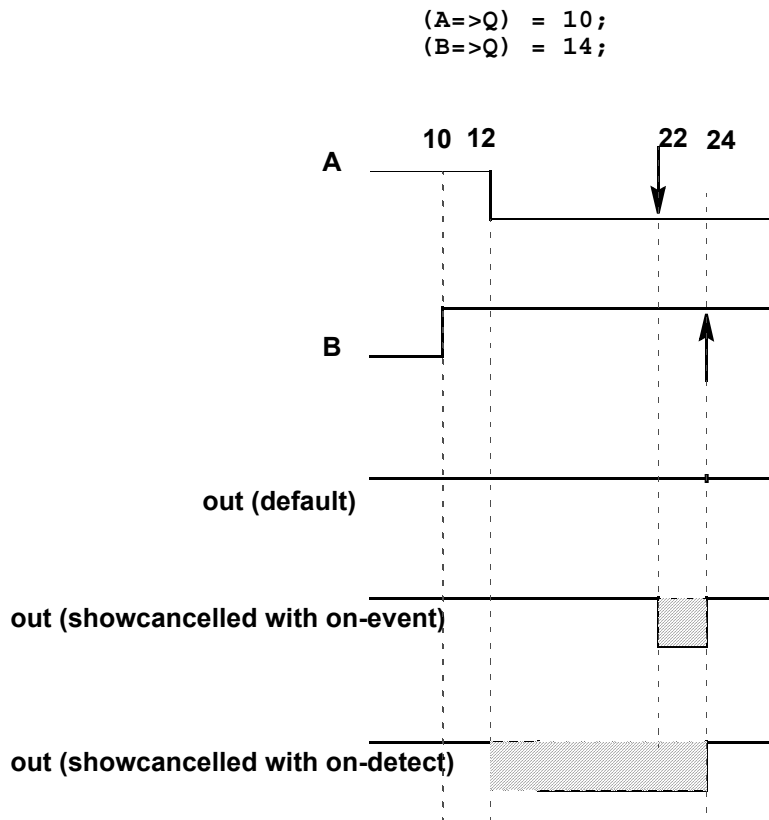 (A=>Q) = 10;
(B=>Q) = 14;
10 12 22 24
A
B
out (default)
out (showcancelled with on-event)
out (showcancelled with on-detect)